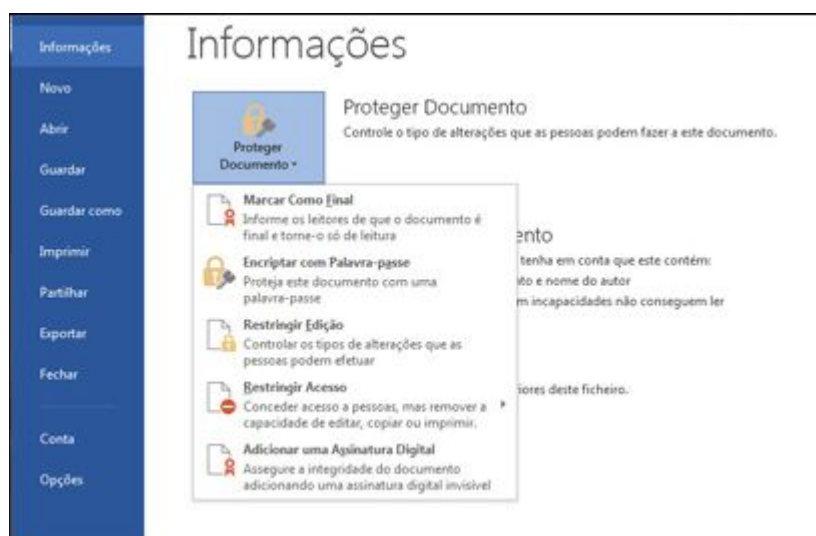 Informações
Novo
Abrir
Guardar
Guardar como
Imprimir
Partilhar
Exportar
Fechar
Conta
Opções
Informações
Proteger
Documento
Proteger Documento
Controle o tipo de alterações que as pessoas podem fazer a este documento.
Marcar Como Final
Informe os leitores de que o documento é
final e torne-o só de leitura
Encriptar com Palavra-passe
Proteja este documento com uma
palavra-passe
Restringir Edição
Controlar os tipos de alterações que as
pessoas podem efetuar
Restringir Acesso
Conceder acesso a pessoas, mas remover a
capacidade de editar, copiar ou imprimir.
Adicionar uma Assinatura Digital
Assegure a integridade do documento
adicionando uma assinatura digital invisível
ento
tenha em conta que este contém:
to e nome do autor
m incapacidades não conseguem ler
iores deste ficheiro.